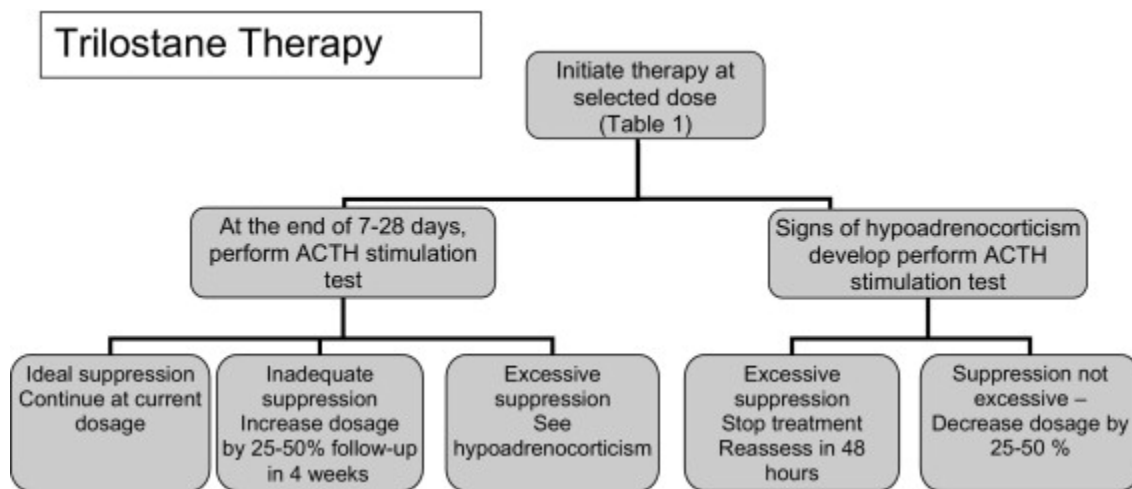 Trilostane Therapy
Initiate therapy at
selected dose
(Table 1)
At the end of 7-28 days,
perform ACTH stimulation
test
Signs of hypoadrenocorticism
develop perform ACTH
stimulation test
Ideal suppression
Continue at current
dosage
Inadequate
suppression
Increase dosage
by 25-50% follow-up
in 4 weeks
Excessive
suppression
See
hypoadrenocorticism
Excessive
suppression
Stop treatment
Reassess in 48
hours
Suppression not
excessive –
Decrease dosage by
25-50 %